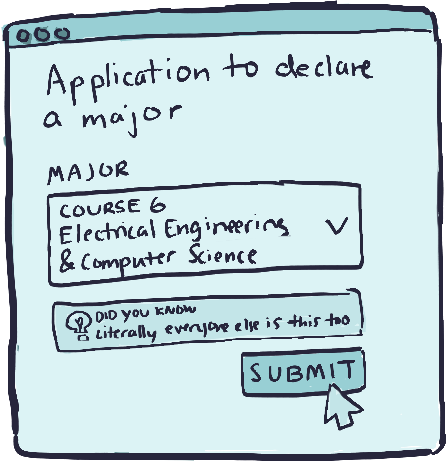 Application to declare
a major
MAJOR
COURSE 6
Electrical Engineering
& Computer Science
DID YOU KNOW
Literally everyone else is this too
SUBMIT